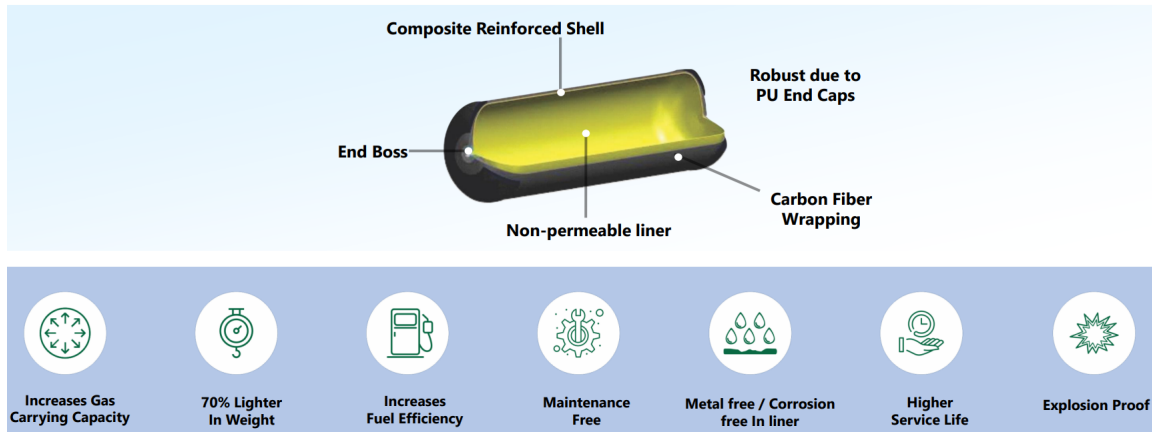 Composite Reinforced Shell
Robust due to
PU End Caps
End Boss
Carbon Fiber
Wrapping
Non-permeable liner
Increases Gas
Carrying Capacity
70% Lighter
In Weight
Increases
Fuel Efficiency
Maintenance
Free
Metal free / Corrosion
free In liner
Higher
Service Life
Explosion Proof